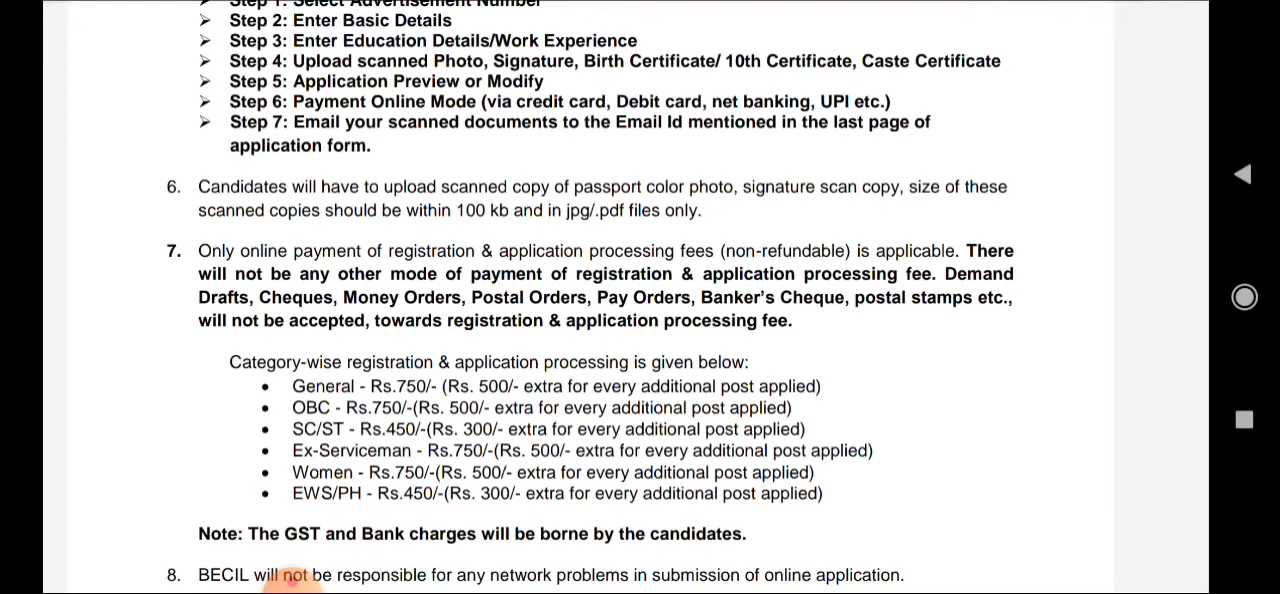 Step 1: Select Advertisement Number
➢ Step 2: Enter Basic Details
➢ Step 3: Enter Education Details/Work Experience
➢ Step 4: Upload scanned Photo, Signature, Birth Certificate/ 10th Certificate, Caste Certificate
➢ Step 5: Application Preview or Modify
➢ Step 6: Payment Online Mode (via credit card, Debit card, net banking, UPI etc.)
➢ Step 7: Email your scanned documents to the Email Id mentioned in the last page of
application form.
6. Candidates will have to upload scanned copy of passport color photo, signature scan copy, size of these
scanned copies should be within 100 kb and in jpg/.pdf files only.
7. Only online payment of registration & application processing fees (non-refundable) is applicable. There
will not be any other mode of payment of registration & application processing fee. Demand
Drafts, Cheques, Money Orders, Postal Orders, Pay Orders, Banker's Cheque, postal stamps etc.,
will not be accepted, towards registration & application processing fee.
Category-wise registration & application processing is given below:
• General - Rs.750/- (Rs. 500/- extra for every additional post applied)
• OBC - Rs.750/-(Rs. 500/- extra for every additional post applied)
• SC/ST - Rs.450/-(Rs. 300/- extra for every additional post applied)
• Ex-Serviceman - Rs.750/-(Rs. 500/- extra for every additional post applied)
• Women - Rs.750/-(Rs. 500/- extra for every additional post applied)
• EWS/PH - Rs.450/-(Rs. 300/- extra for every additional post applied)
Note: The GST and Bank charges will be borne by the candidates.
8. BECIL will not be responsible for any network problems in submission of online application.